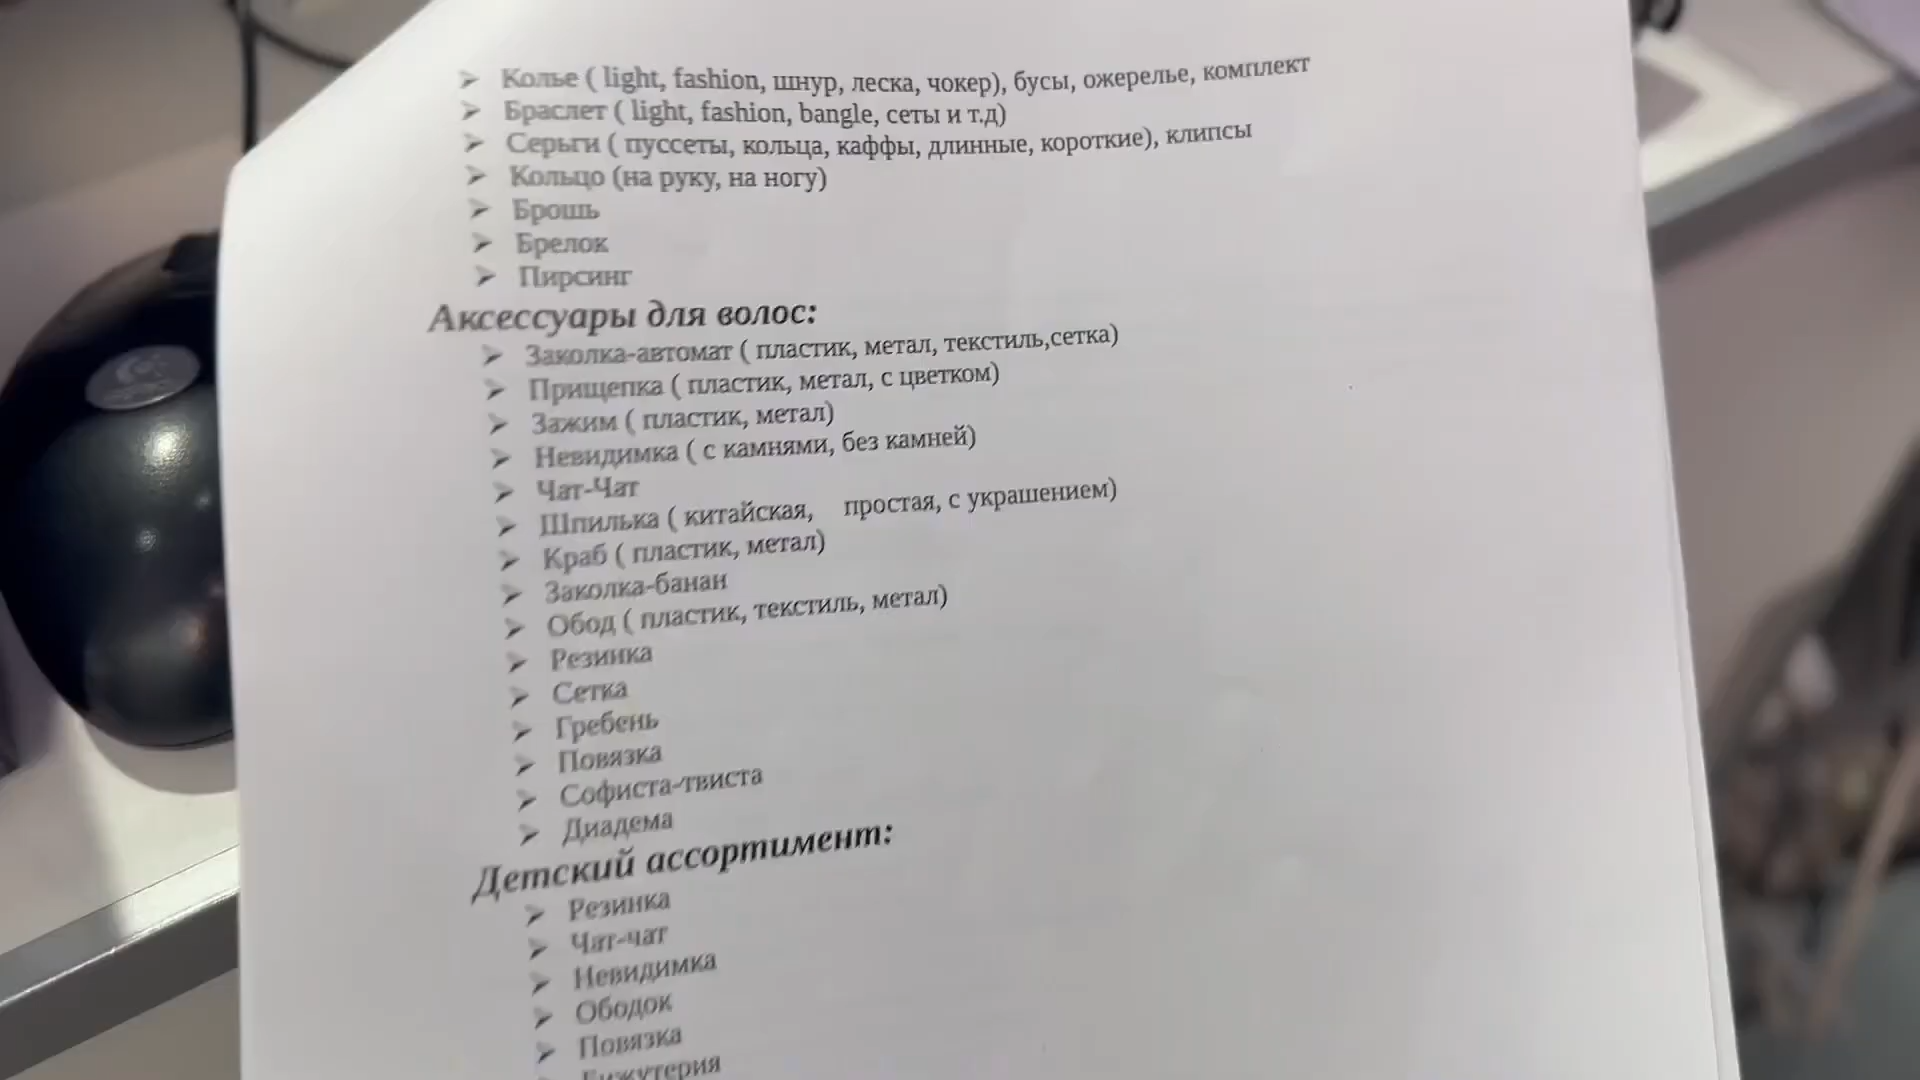 ➤ Колье ( light, fashion, шнур, леска, чокер), бусы, ожерелье, комплект
➤ Браслет ( light, fashion, bangle, сеты и т.д)
➤ Серьги ( пуссеты, кольца, каффы, длинные, короткие), клипсы
➤ Кольцо (на руку, на ногу)
➤ Брошь
➤ Брелок
➤ Пирсинг
Аксессуары для волос:
➤ Заколка-автомат ( пластик, метал, текстиль,сетка)
➤ Прищепка ( пластик, метал, с цветком)
➤ Зажим ( пластик, метал)
➤ Невидимка ( с камнями, без камней)
➤ Чат-Чат
➤ Шпилька ( китайская, простая, с украшением)
➤ Краб ( пластик, метал)
➤ Заколка-банан
➤ Обод ( пластик, текстиль, метал)
➤ Резинка
➤ Сетка
➤ Гребень
➤ Повязка
➤ Софиста-твиста
➤ Диадема
Детский ассортимент:
➤ Резинка
➤ Чат-чат
➤ Невидимка
➤ Ободок
➤ Повязка
➤ Бижутерия